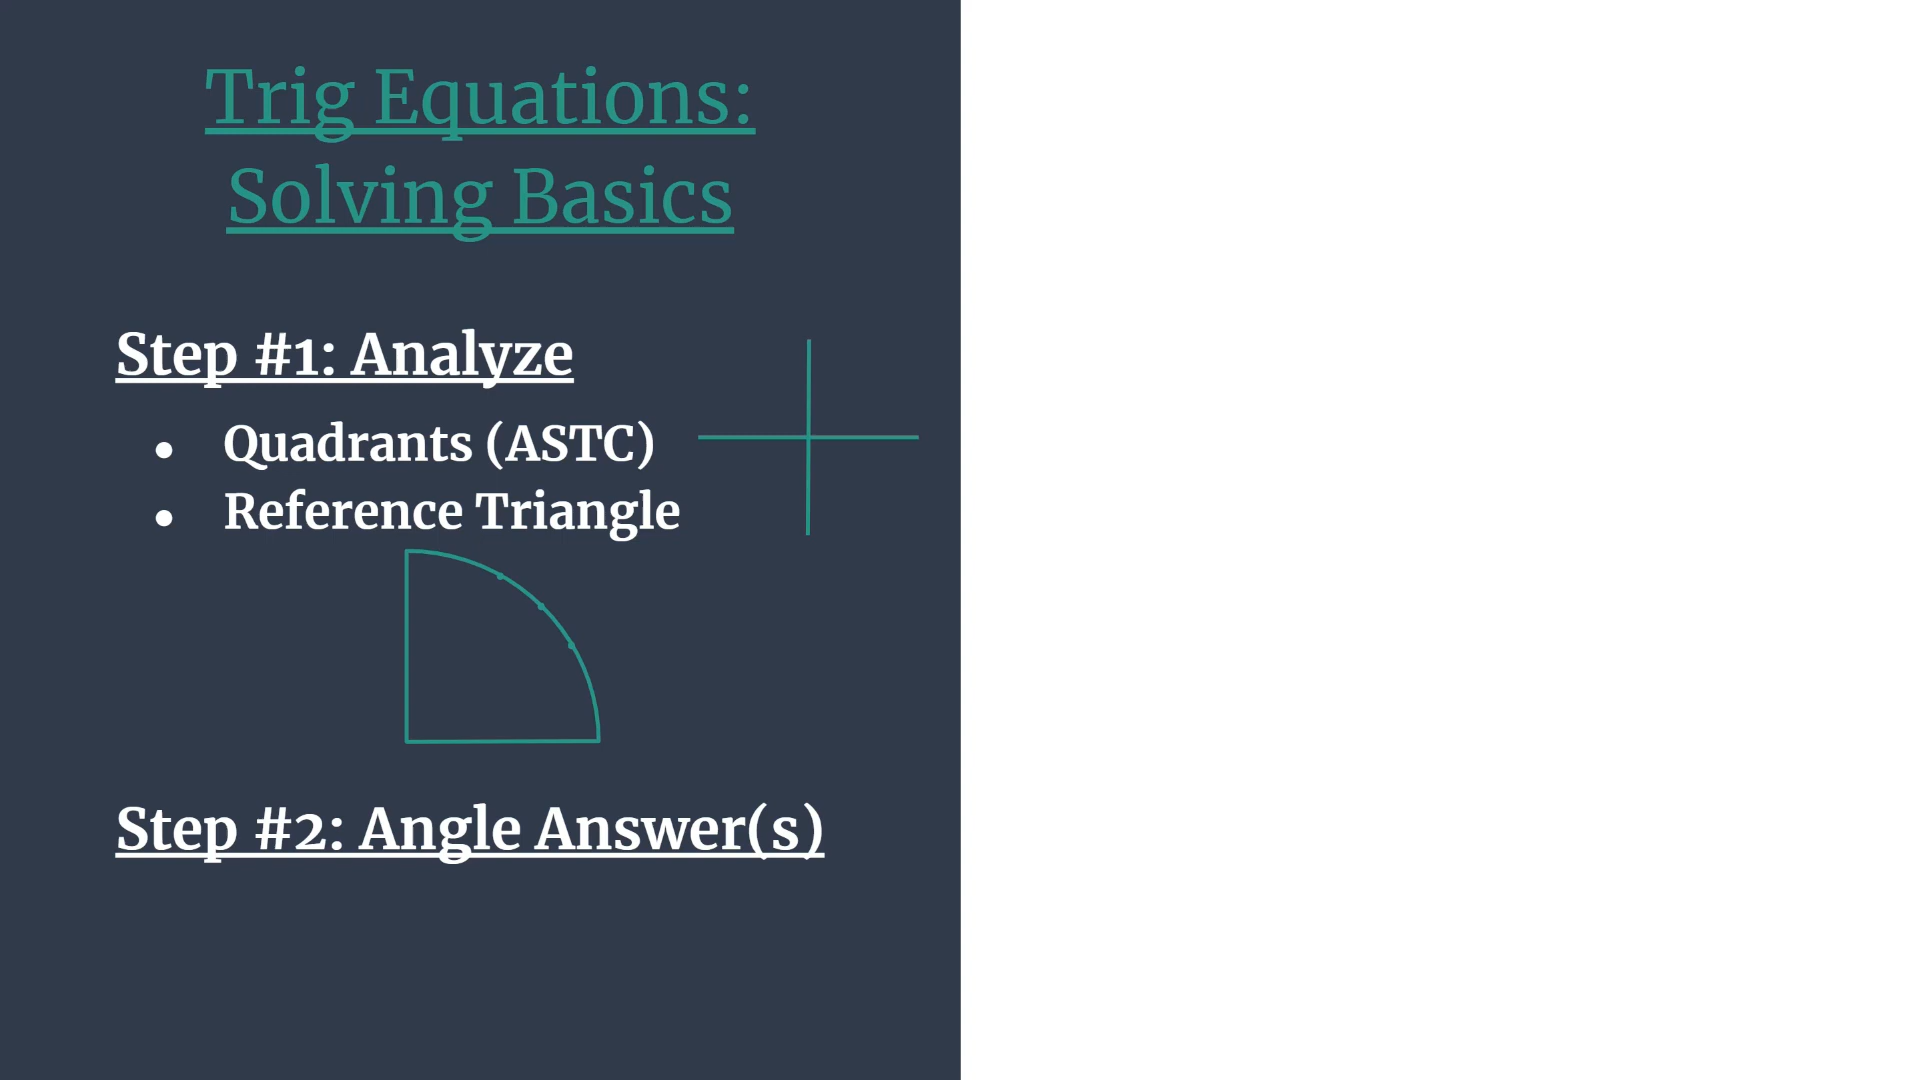 Trig Equations:
Solving Basics
Step #1: Analyze
● Quadrants (ASTC)
● Reference Triangle
Step #2: Angle Answer(s)